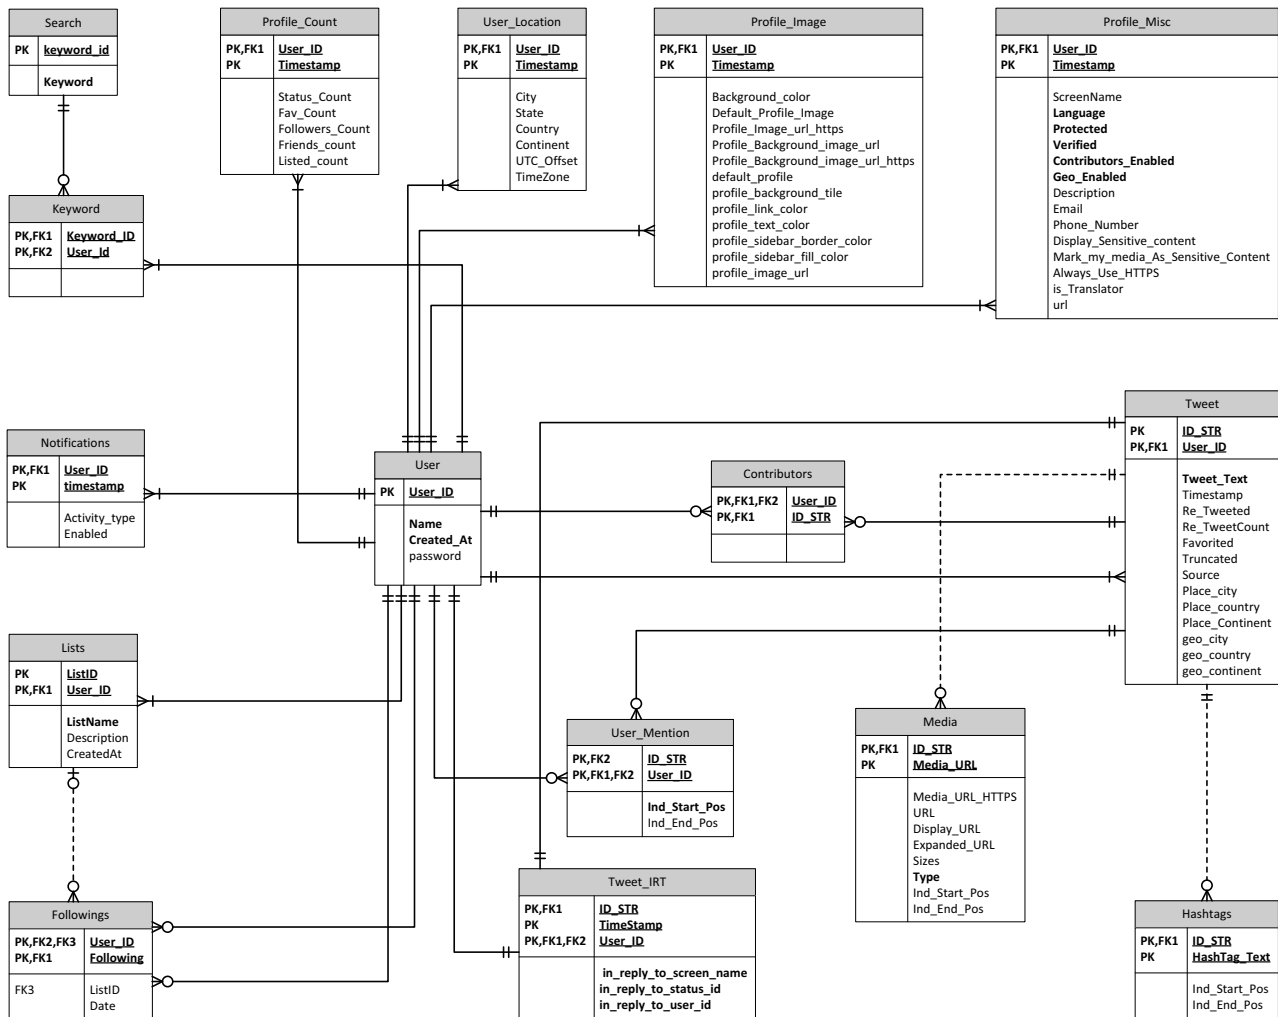 Search
PK keyword_id
Keyword
Profile_Count
PK,FK1 User_ID
PK Timestamp
Status_Count
Fav_Count
Followers_Count
Friends_count
Listed_count
User_Location
PK,FK1 User_ID
PK Timestamp
City
State
Country
Continent
UTC_Offset
TimeZone
Profile_Image
PK,FK1 User_ID
PK Timestamp
Background_color
Default_Profile_Image
Profile_Image_url_https
Profile_Background_image_url
Profile_Background_image_url_https
default_profile
profile_background_tile
profile_link_color
profile_text_color
profile_sidebar_border_color
profile_sidebar_fill_color
profile_image_url
Profile_Misc
PK,FK1 User_ID
PK Timestamp
ScreenName
Language
Protected
Verified
Contributors_Enabled
Geo_Enabled
Description
Email
Phone_Number
Display_Sensitive_content
Mark_my_media_As_Sensitive_Content
Always_Use_HTTPS
is_Translator
url
Keyword
PK,FK1 Keyword_ID
PK,FK2 User_Id
Notifications
PK,FK1 User_ID
PK timestamp
Activity_type
Enabled
User
PK User_ID
Name
Created_At
password
Contributors
PK,FK1,FK2 User_ID
PK,FK1 ID_STR
Tweet
PK ID_STR
PK,FK1 User_ID
Tweet_Text
Timestamp
Re_Tweeted
Re_TweetCount
Favorited
Truncated
Source
Place_city
Place_country
Place_Continent
geo_city
geo_country
geo_continent
Lists
PK ListID
PK,FK1 User_ID
ListName
Description
CreatedAt
User_Mention
PK,FK2 ID_STR
PK,FK1,FK2 User_ID
Ind_Start_Pos
Ind_End_Pos
Media
PK,FK1 ID_STR
PK Media_URL
Media_URL_HTTPS
URL
Display_URL
Expanded_URL
Sizes
Type
Ind_Start_Pos
Ind_End_Pos
Followings
PK,FK2,FK3 User_ID
PK,FK1 Following
FK3 ListID
Date
Tweet_IRT
PK,FK1 ID_STR
PK TimeStamp
PK,FK1,FK2 User_ID
in_reply_to_screen_name
in_reply_to_status_id
in_reply_to_user_id
Hashtags
PK,FK1 ID_STR
PK HashTag_Text
Ind_Start_Pos
Ind_End_Pos